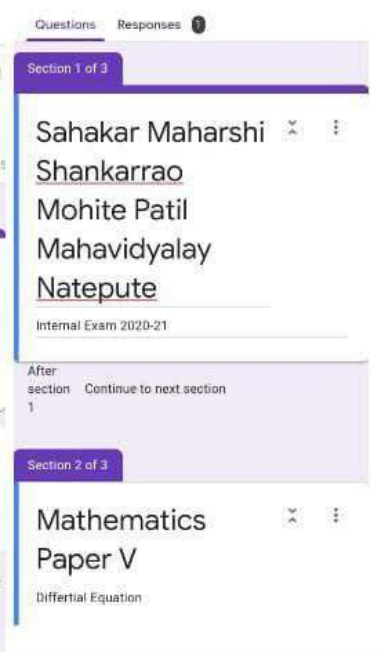 Questions Responses 1
Section 1 of 3
Sahakar Maharshi
Shankarrao
Mohite Patil
Mahavidyalay
Natepute
Internal Exam 2020-21
After
section Continue to next section
1
Section 2 of 3
Mathematics
Paper V
Differtial Equation